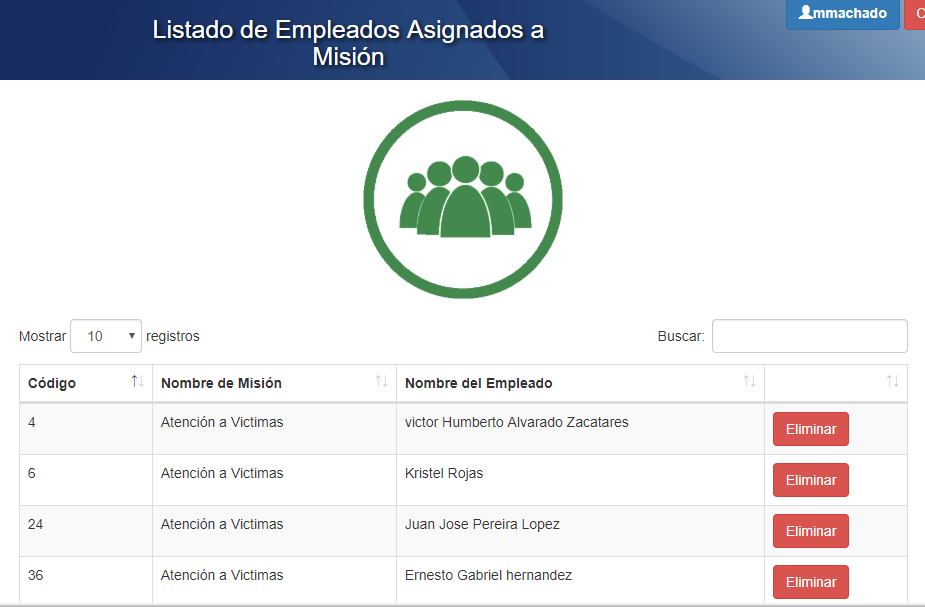 Listado de Empleados Asignados a
Misión
mmachado
C
Mostrar 10 registros
Buscar:
Código Nombre de Misión Nombre del Empleado
4 Atención a Victimas victor Humberto Alvarado Zacatares Eliminar
6 Atención a Victimas Kristel Rojas Eliminar
24 Atención a Victimas Juan Jose Pereira Lopez Eliminar
36 Atención a Victimas Ernesto Gabriel hernandez Eliminar